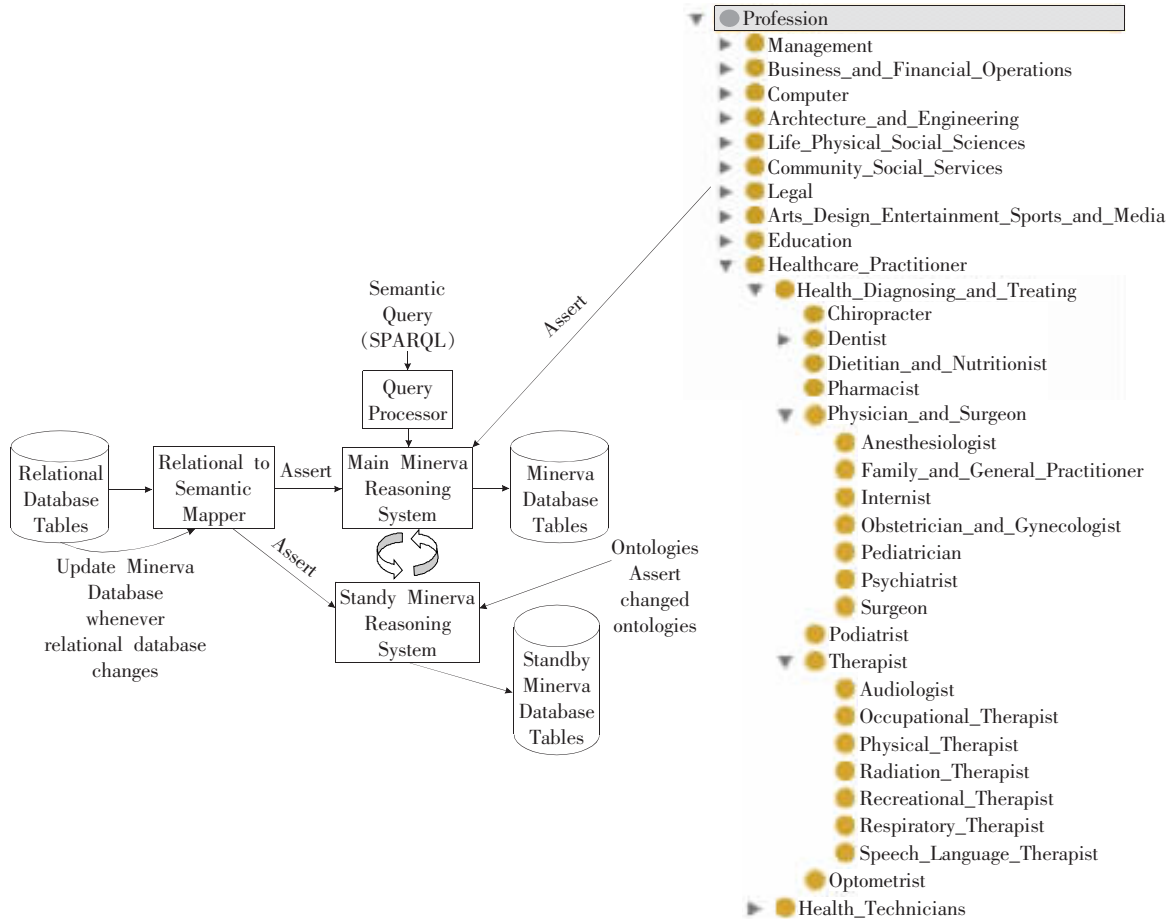 Semantic
Query
(SPARQL)
Query
Processor
Relational
Database
Tables
Relational to
Semantic
Mapper
Assert
Main Minerva
Reasoning
System
Minerva
Database
Tables
Update Minerva
Database
whenever
relational database
changes
Assert
Standy Minerva
Reasoning
System
Ontologies
Assert
changed
ontologies
Standby
Minerva
Database
Tables
Assert
Profession
Management
Business_and_Financial_Operations
Computer
Archtecture_and_Engineering
Life_Physical_Social_Sciences
Community_Social_Services
Legal
Arts_Design_Entertainment_Sports_and_Media
Education
Healthcare_Practitioner
Health_Diagnosing_and_Treating
Chiropracter
Dentist
Dietitian_and_Nutritionist
Pharmacist
Physician_and_Surgeon
Anesthesiologist
Family_and_General_Practitioner
Internist
Obstetrician_and_Gynecologist
Pediatrician
Psychiatrist
Surgeon
Podiatrist
Therapist
Audiologist
Occupational_Therapist
Physical_Therapist
Radiation_Therapist
Recreational_Therapist
Respiratory_Therapist
Speech_Language_Therapist
Optometrist
Health_Technicians